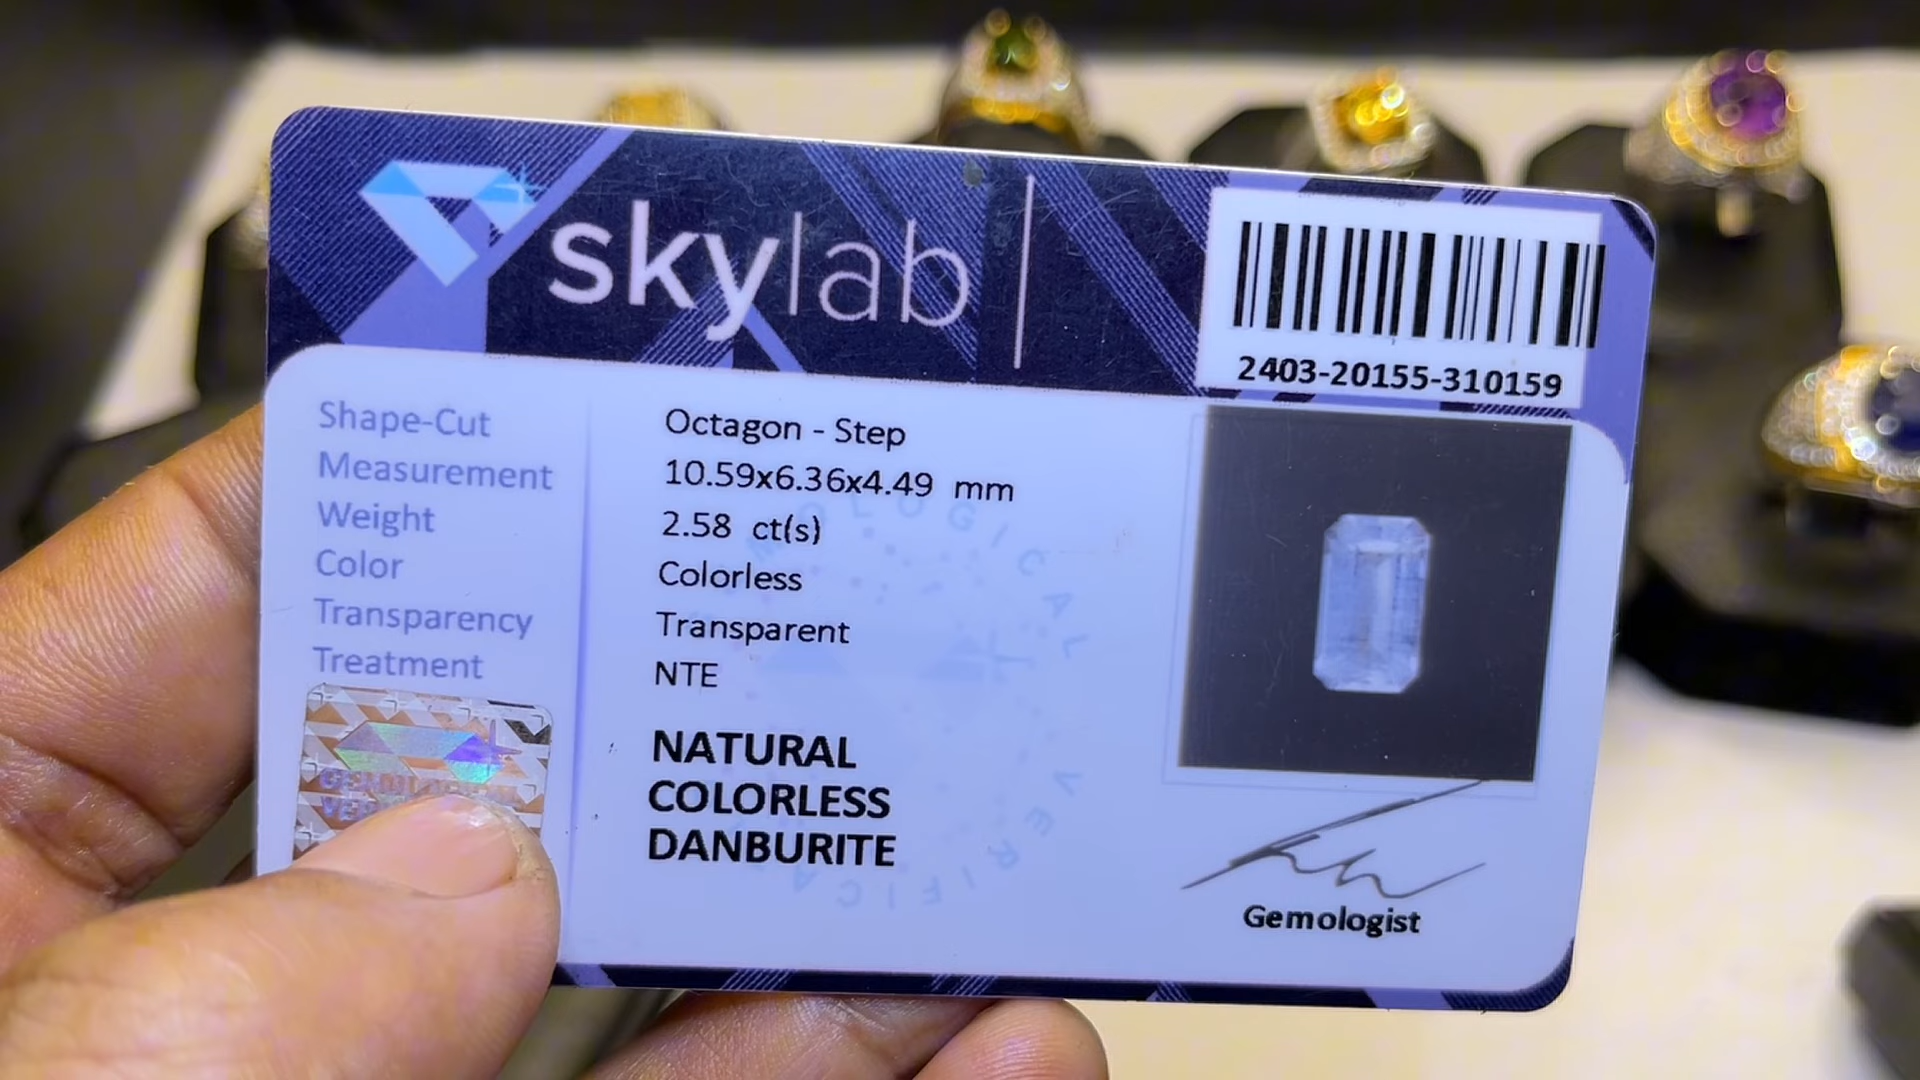 skylab
2403-20155-310159
Shape-Cut Octagon - Step
Measurement 10.59x6.36x4.49 mm
Weight 2.58 ct(s)
Color Colorless
Transparency Transparent
Treatment NTE
NATURAL
COLORLESS
DANBURITE
Gemologist